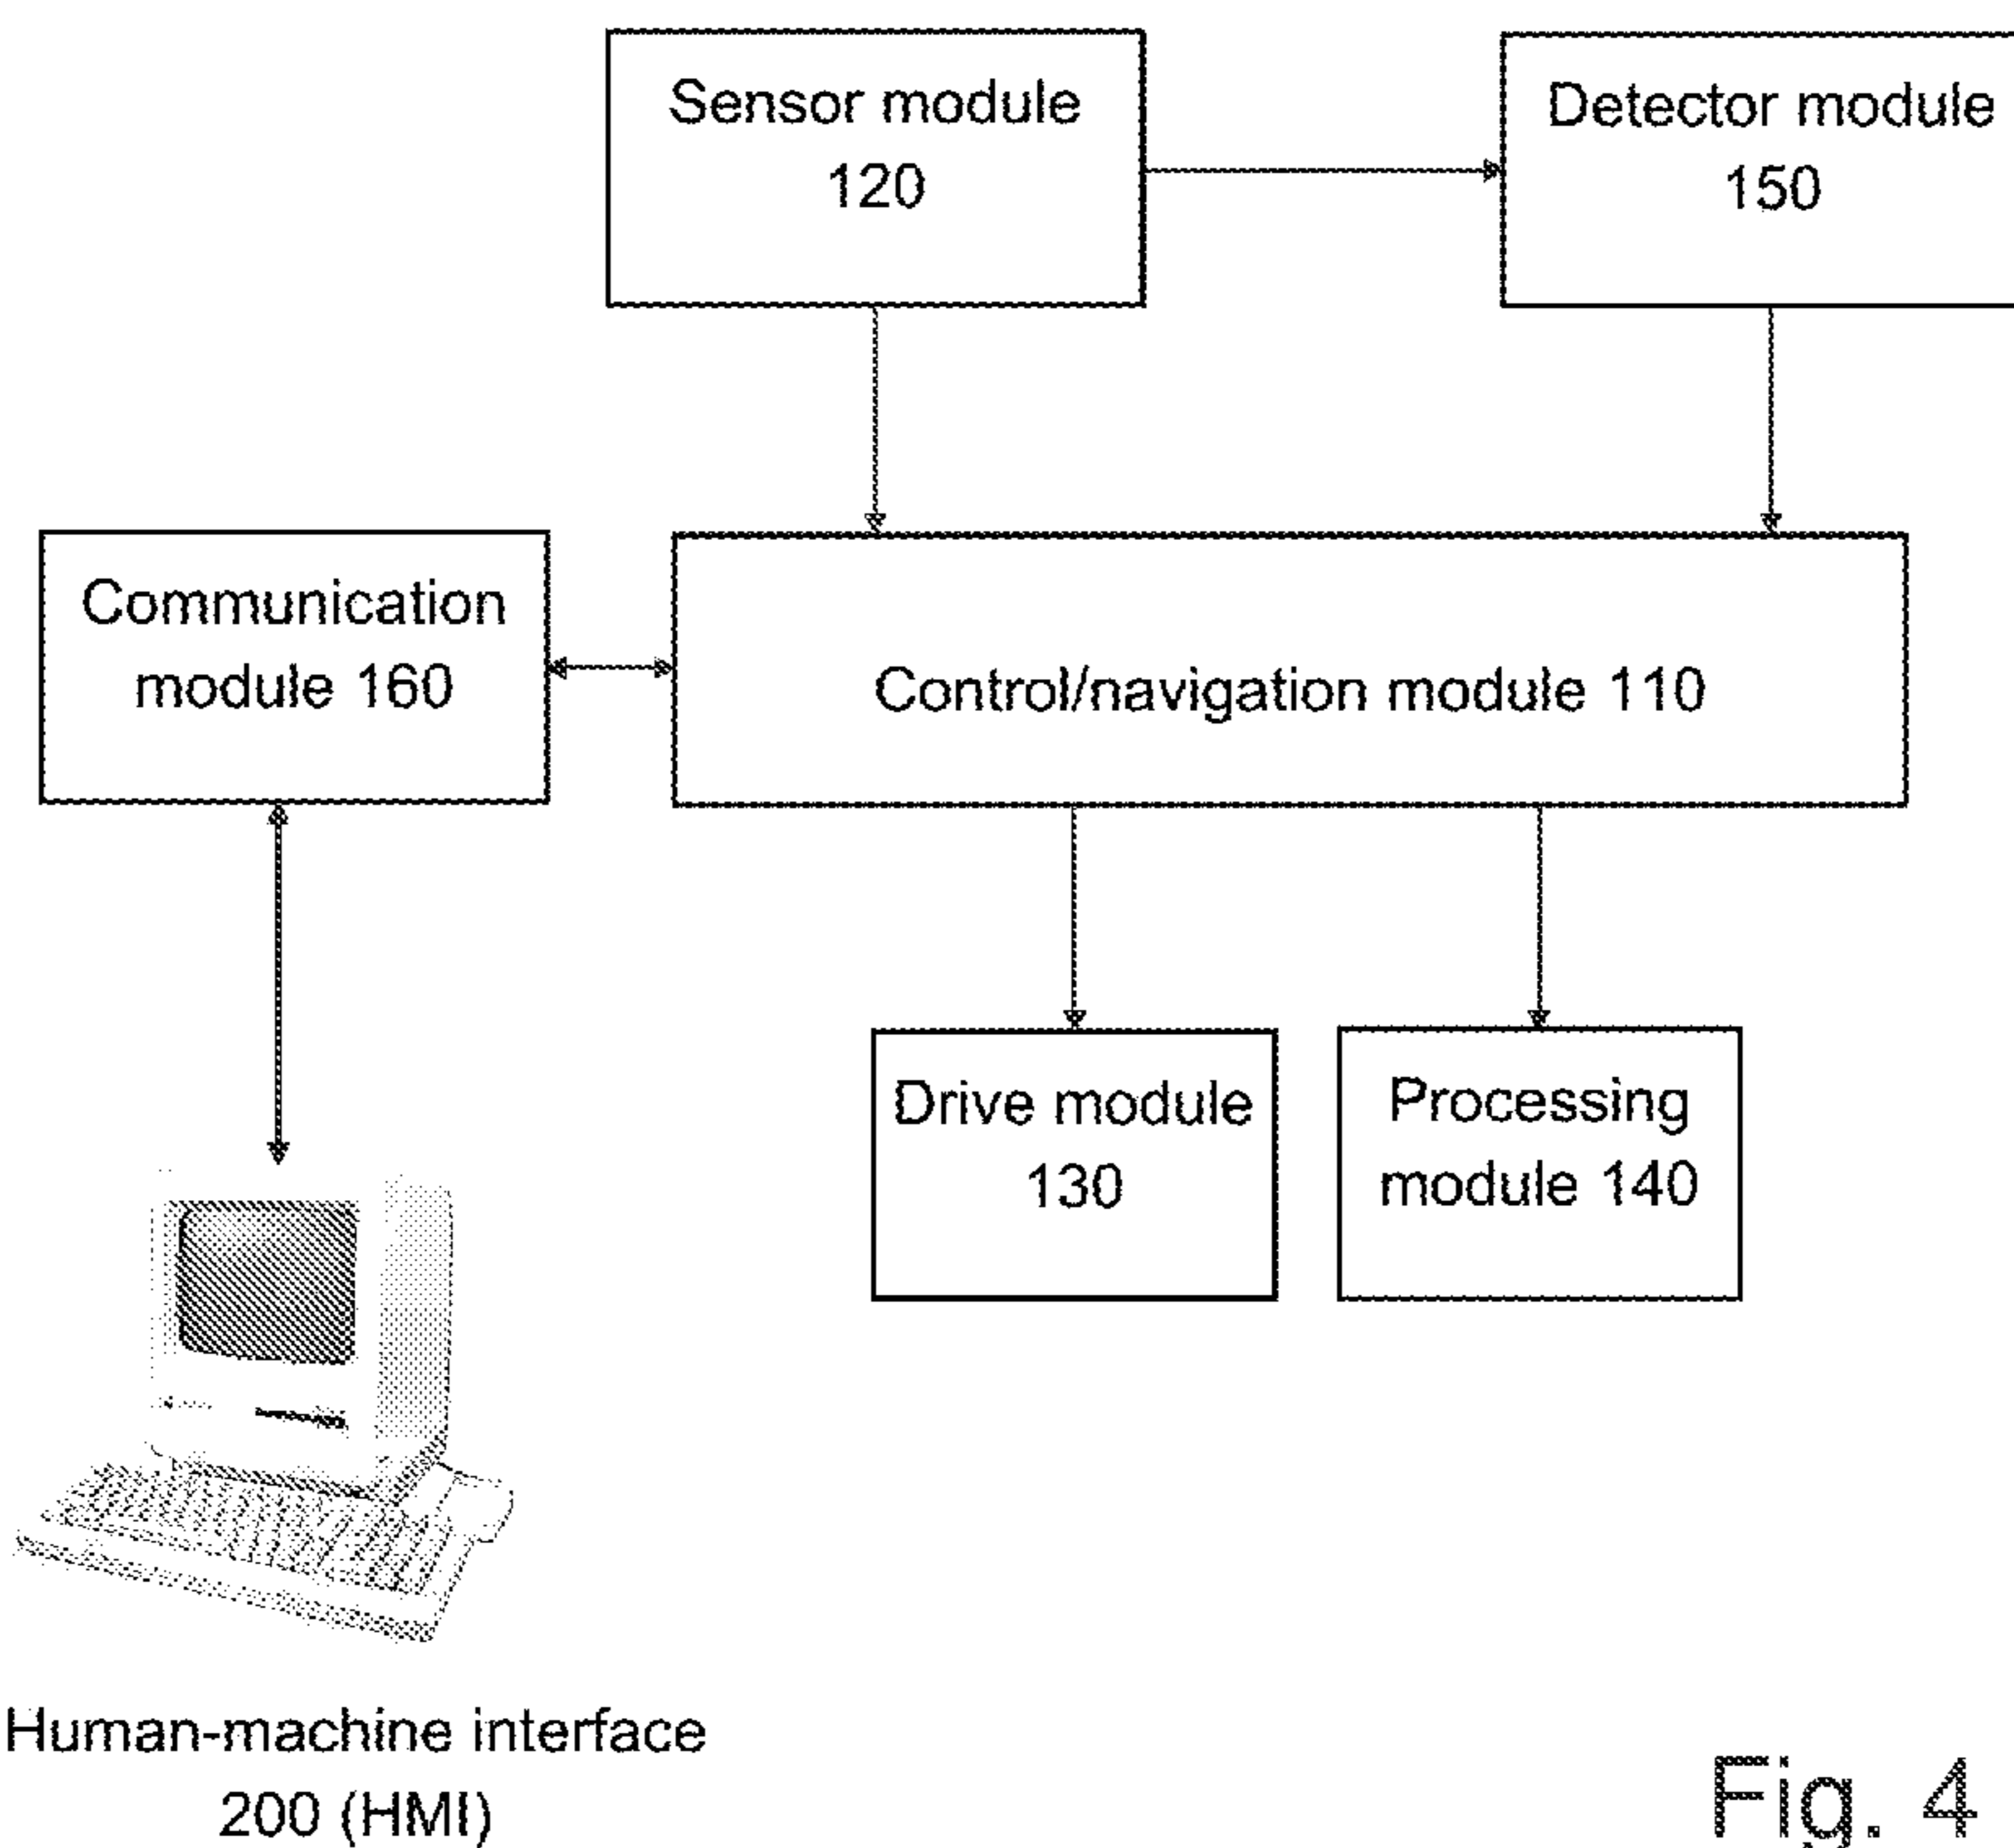 Sensor module
120
Detector module
150
Communication
module 160
Control/navigation module 110
Drive module
130
Processing
module 140
Human-machine interface
200 (HMI)
Fig. 4